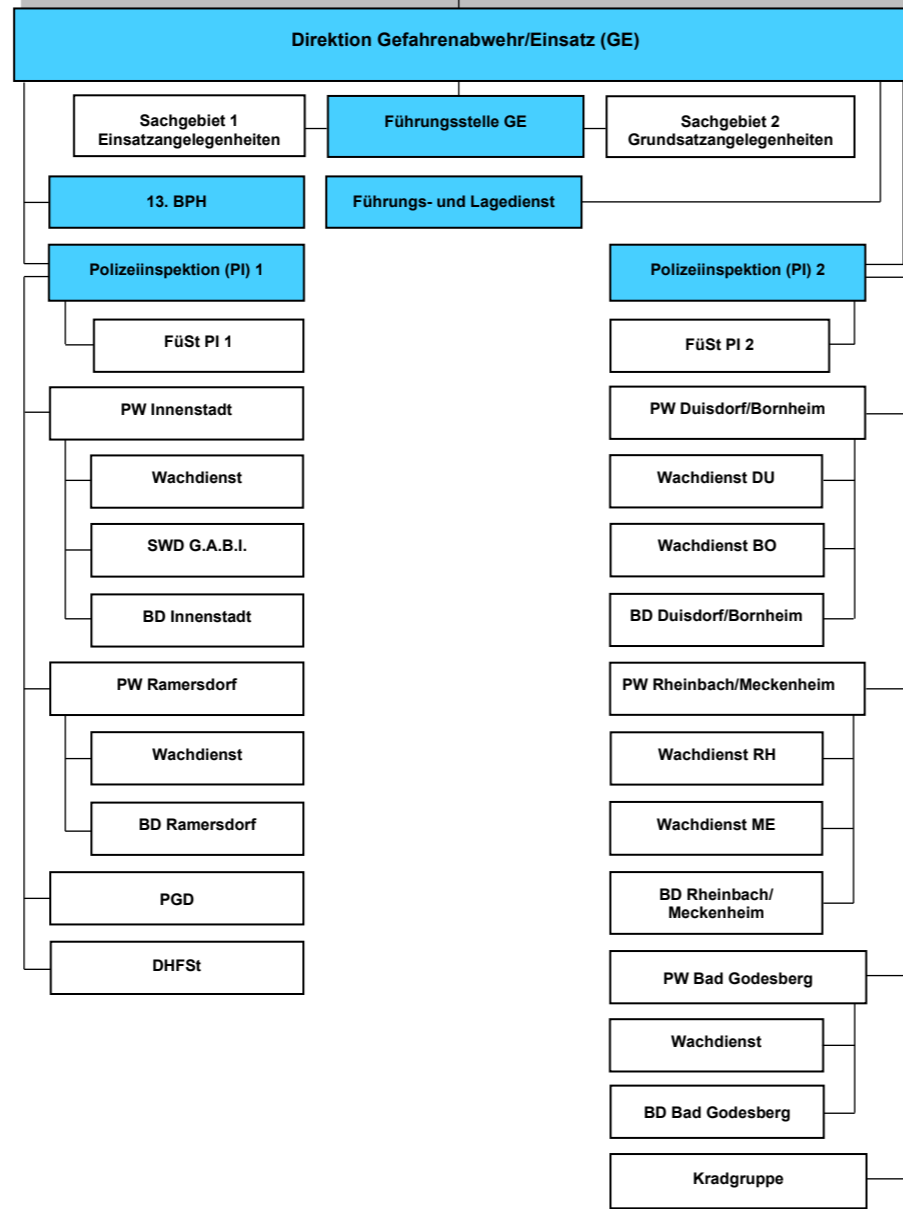 Direktion Gefahrenabwehr/Einsatz (GE)
Sachgebiet 1
Einsatzangelegenheiten
Führungsstelle GE
Sachgebiet 2
Grundsatzangelegenheiten
13. BPH
Führungs- und Lagedienst
Polizeiinspektion (PI) 1
FüSt PI 1
PW Innenstadt
Wachdienst
SWD G.A.B.I.
BD Innenstadt
PW Ramersdorf
Wachdienst
BD Ramersdorf
PGD
DHFSt
Polizeiinspektion (PI) 2
FüSt PI 2
PW Duisdorf/Bornheim
Wachdienst DU
Wachdienst BO
BD Duisdorf/Bornheim
PW Rheinbach/Meckenheim
Wachdienst RH
Wachdienst ME
BD Rheinbach/
Meckenheim
PW Bad Godesberg
Wachdienst
BD Bad Godesberg
Kradgruppe